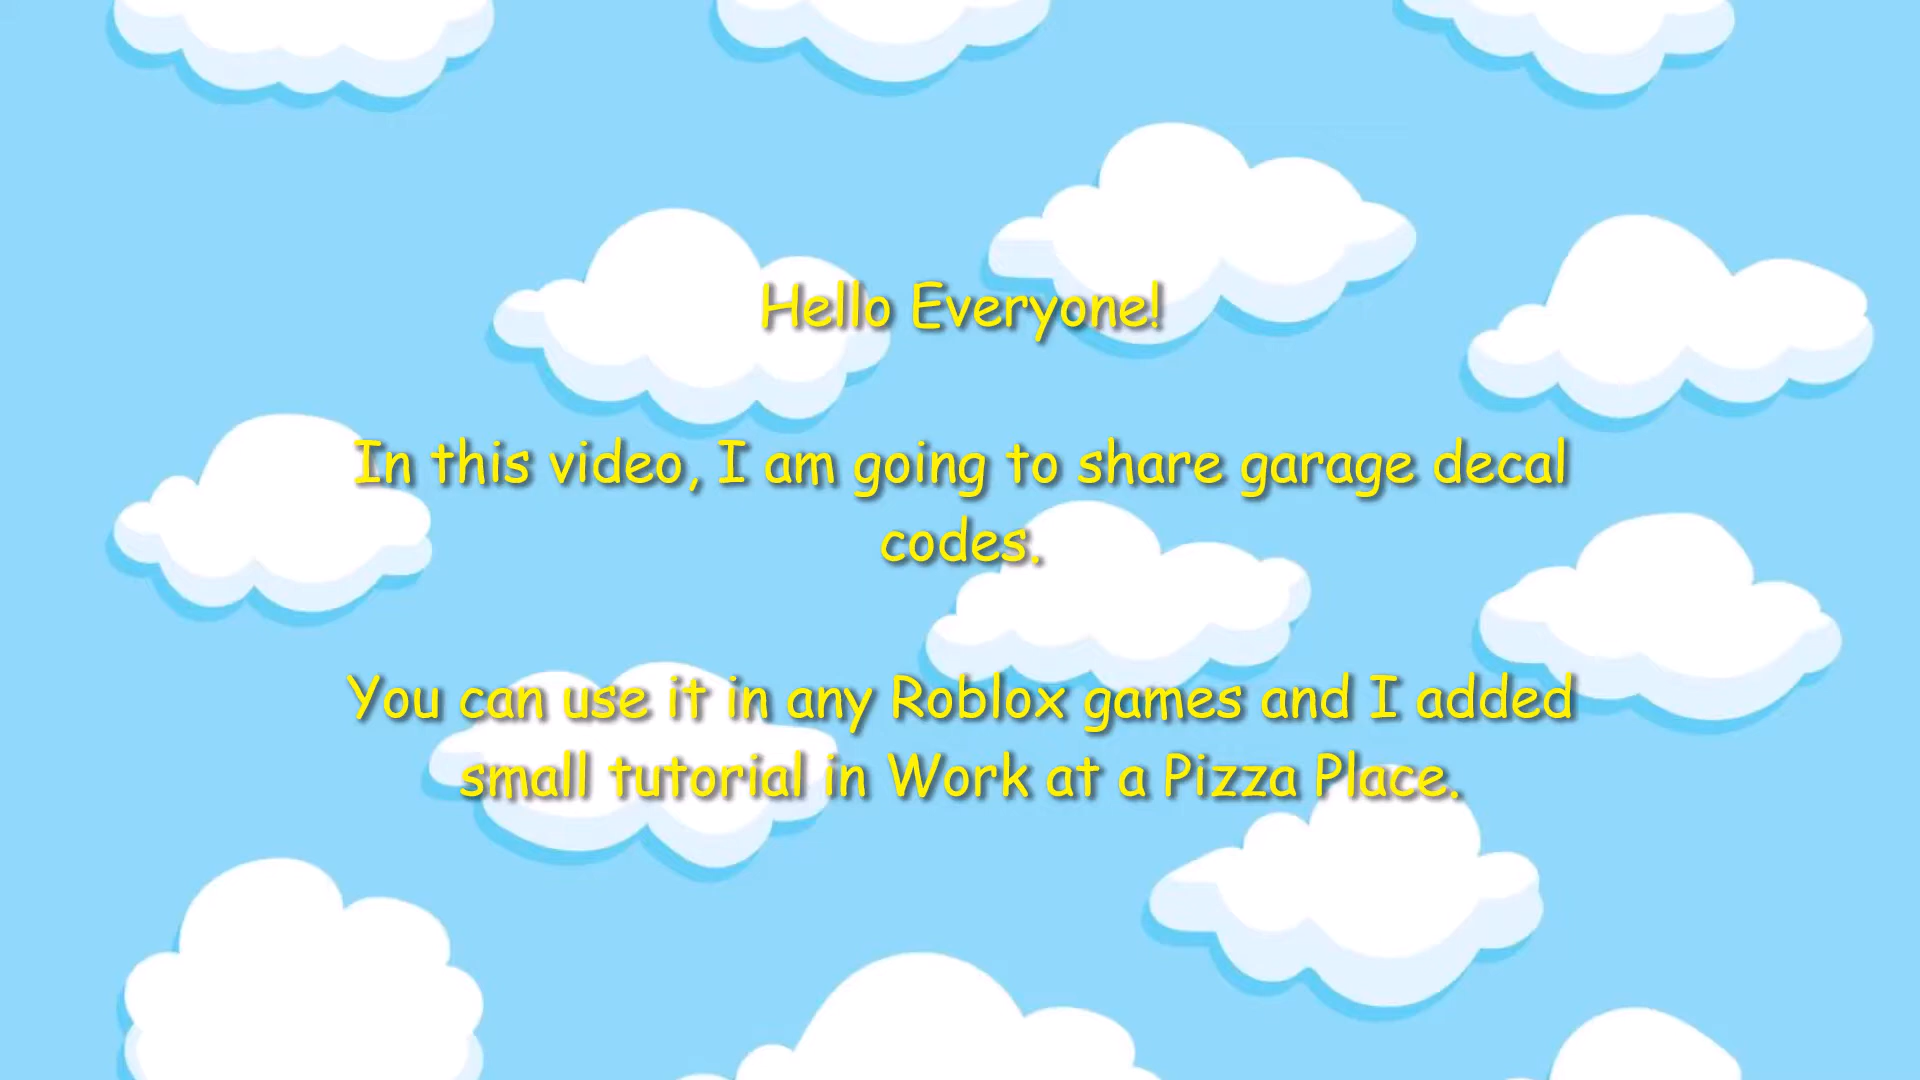 Hello Everyone!
In this video, I am going to share garage decal
codes.
You can use it in any Roblox games and I added
small tutorial in Work at a Pizza Place.